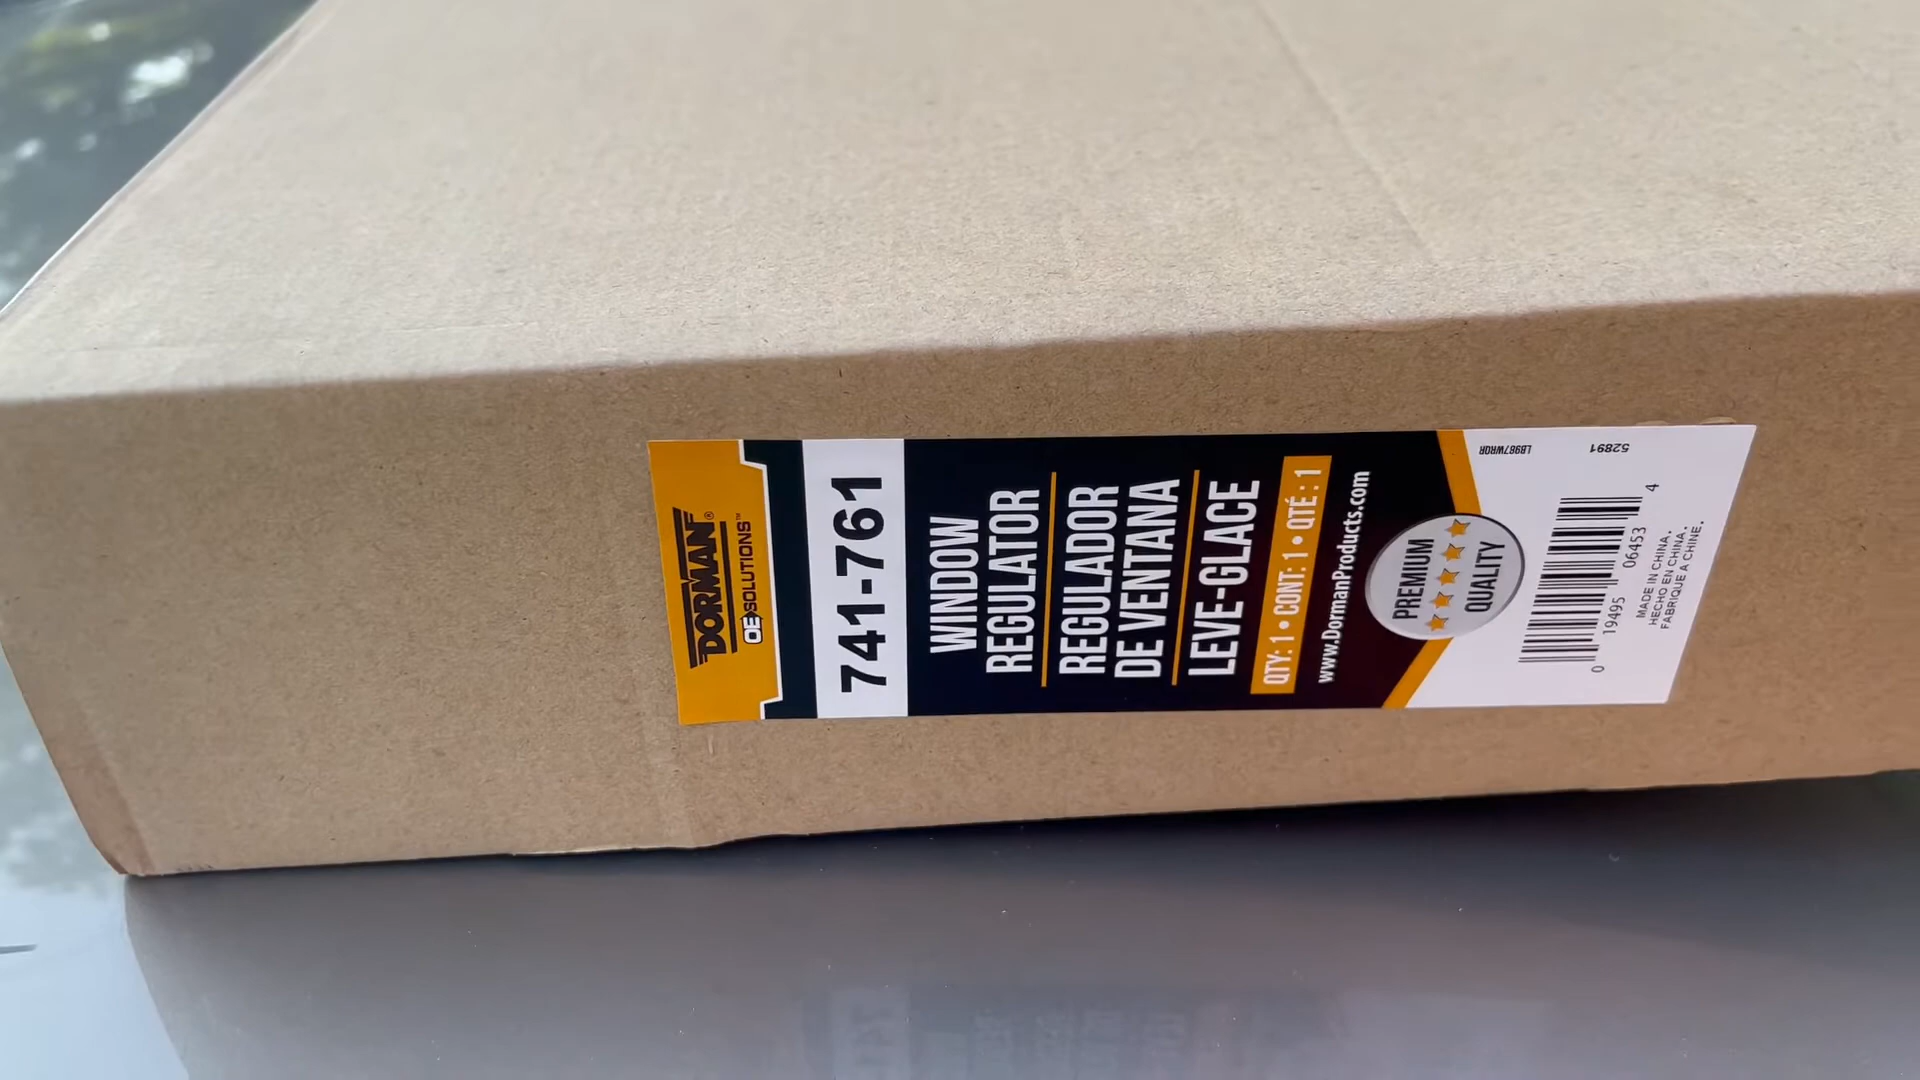 DORMAN®
OE SOLUTIONS™
741-761
WINDOW
REGULATOR
REGULADOR
DE VENTANA
LEVE-GLACE
QTY: 1 • CONT: 1 • QTÉ : 1
www.DormanProducts.com
PREMIUM
QUALITY
LB987WRQR
52891
0 19495 06453 4
MADE IN CHINA.
HECHO EN CHINA.
FABRIQUÉ A CHINE.